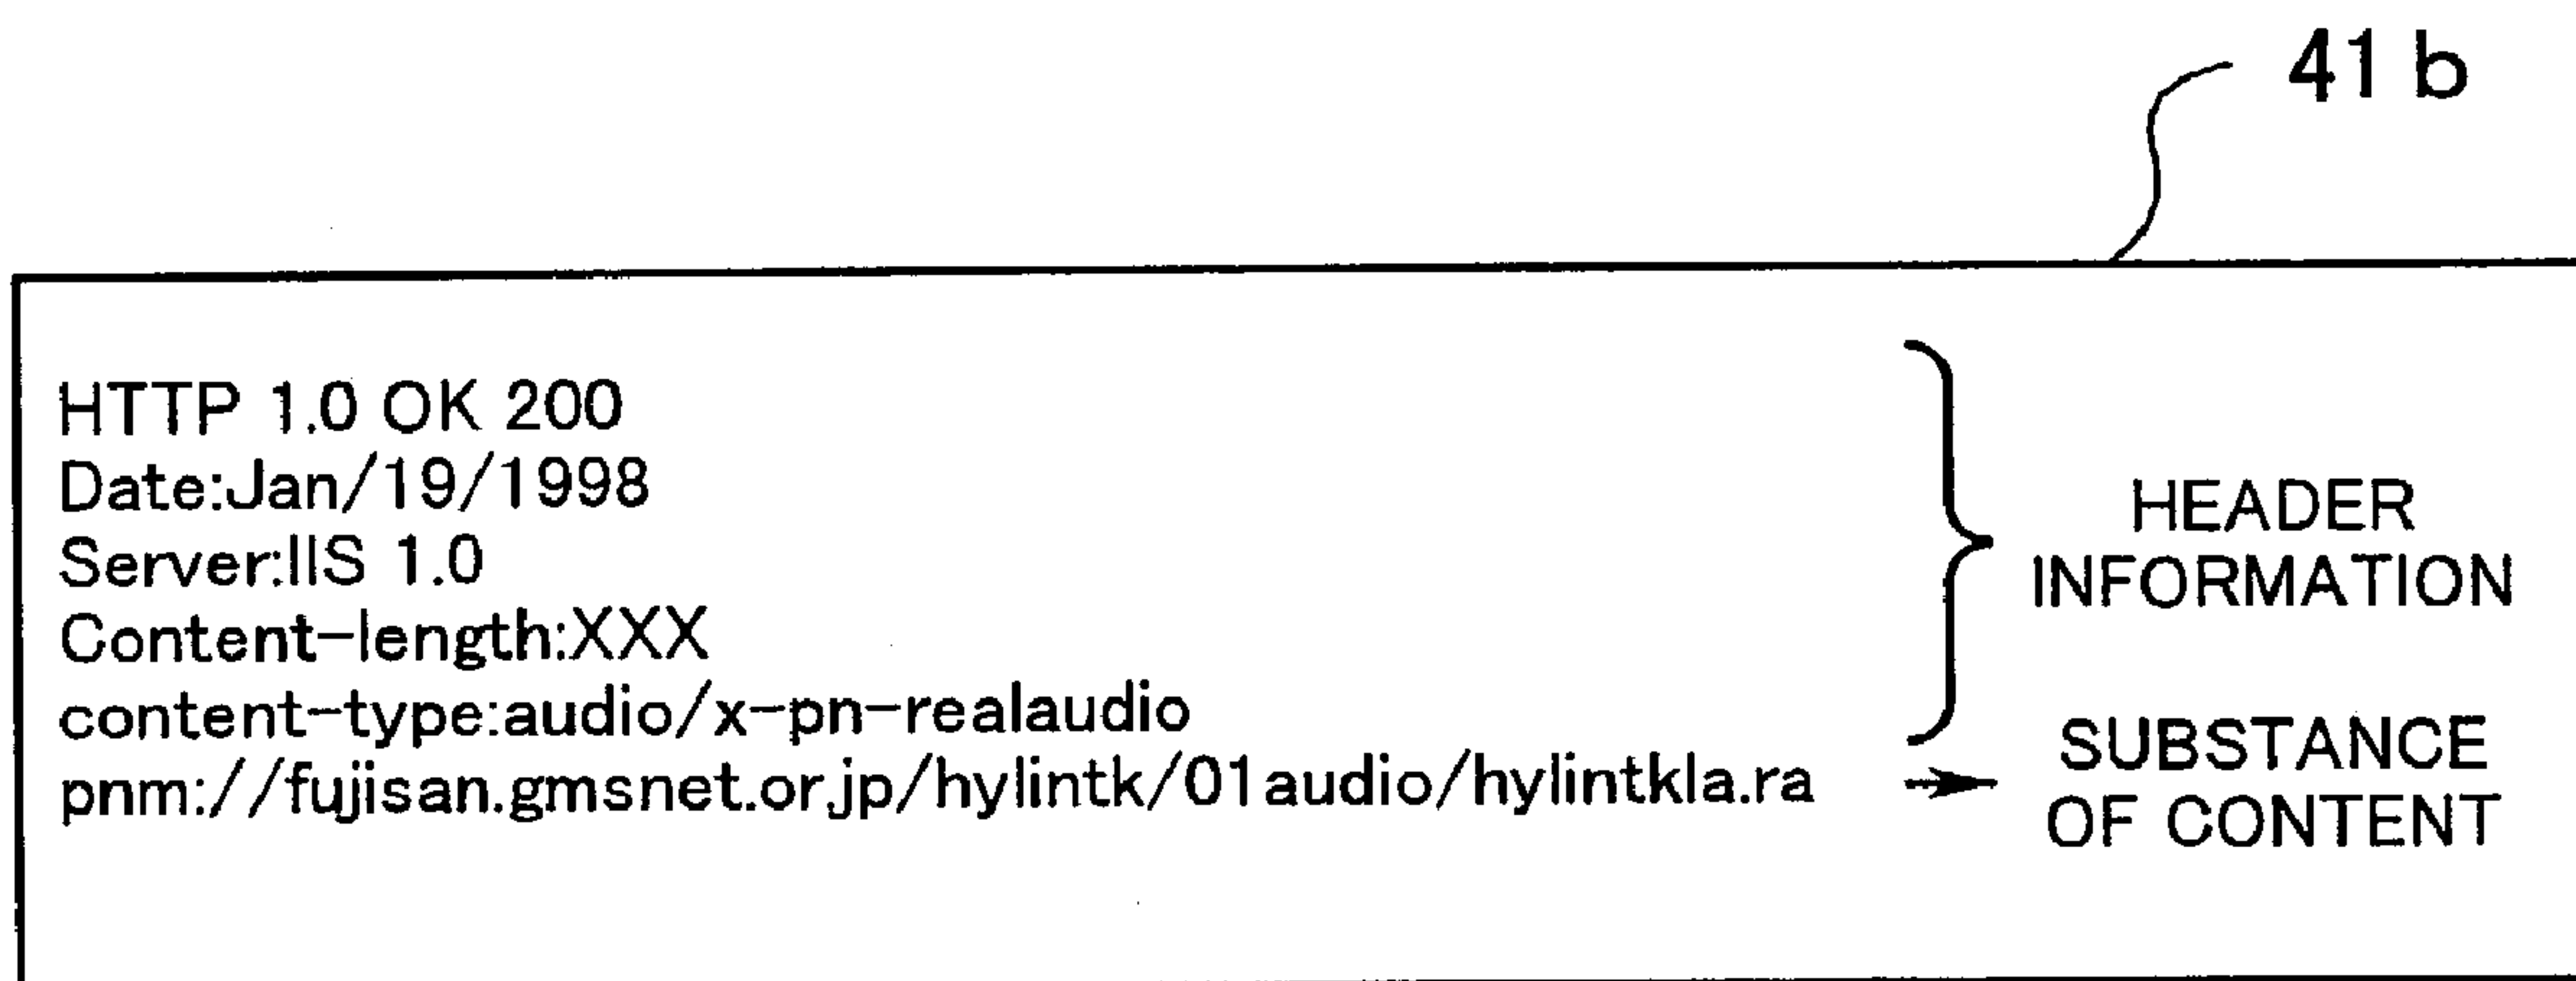 41 b
HTTP 1.0 OK 200
Date:Jan/19/1998
Server:IIS 1.0
Content-length:XXX
content-type:audio/x-pn-realaudio
pnm://fujisan.gmsnet.or.jp/hylintk/01audio/hylintkla.ra
HEADER
INFORMATION
SUBSTANCE
OF CONTENT